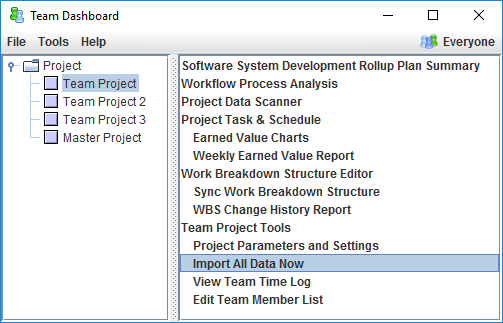 Team Dashboard
File Tools Help Everyone
Project
Team Project
Team Project 2
Team Project 3
Master Project
Software System Development Rollup Plan Summary
Workflow Process Analysis
Project Data Scanner
Project Task & Schedule
Earned Value Charts
Weekly Earned Value Report
Work Breakdown Structure Editor
Sync Work Breakdown Structure
WBS Change History Report
Team Project Tools
Project Parameters and Settings
Import All Data Now
View Team Time Log
Edit Team Member List